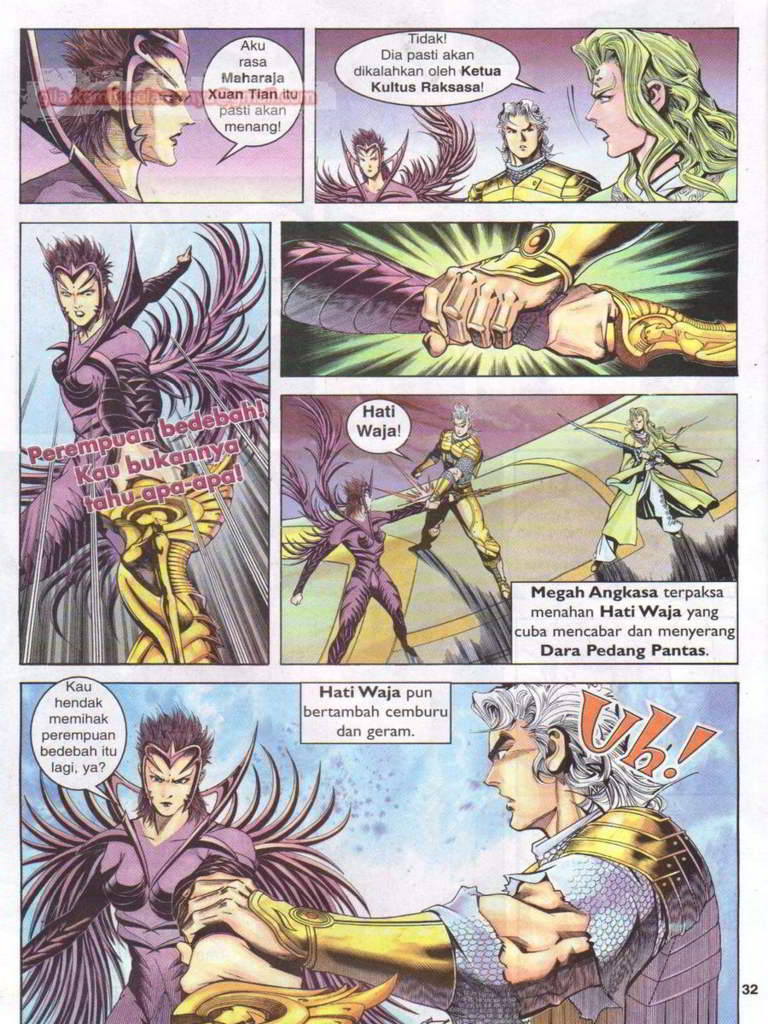 Aku
rasa
Maharaja
Xuan Tian itu
pasti akan
menang!
Tidak!
Dia pasti akan
dikalahkan oleh Ketua
Kultus Raksasa!
Perempuan bedebah!
Kau bukannya
tahu apa-apa!
Hati
Waja!
Megah Angkasa terpaksa
menahan Hati Waja yang
cuba mencabar dan menyerang
Dara Pedang Pantas.
Kau
hendak
memihak
perempuan
bedebah itu
lagi, ya?
Hati Waja pun
bertambah cemburu
dan geram.
Uh!
32